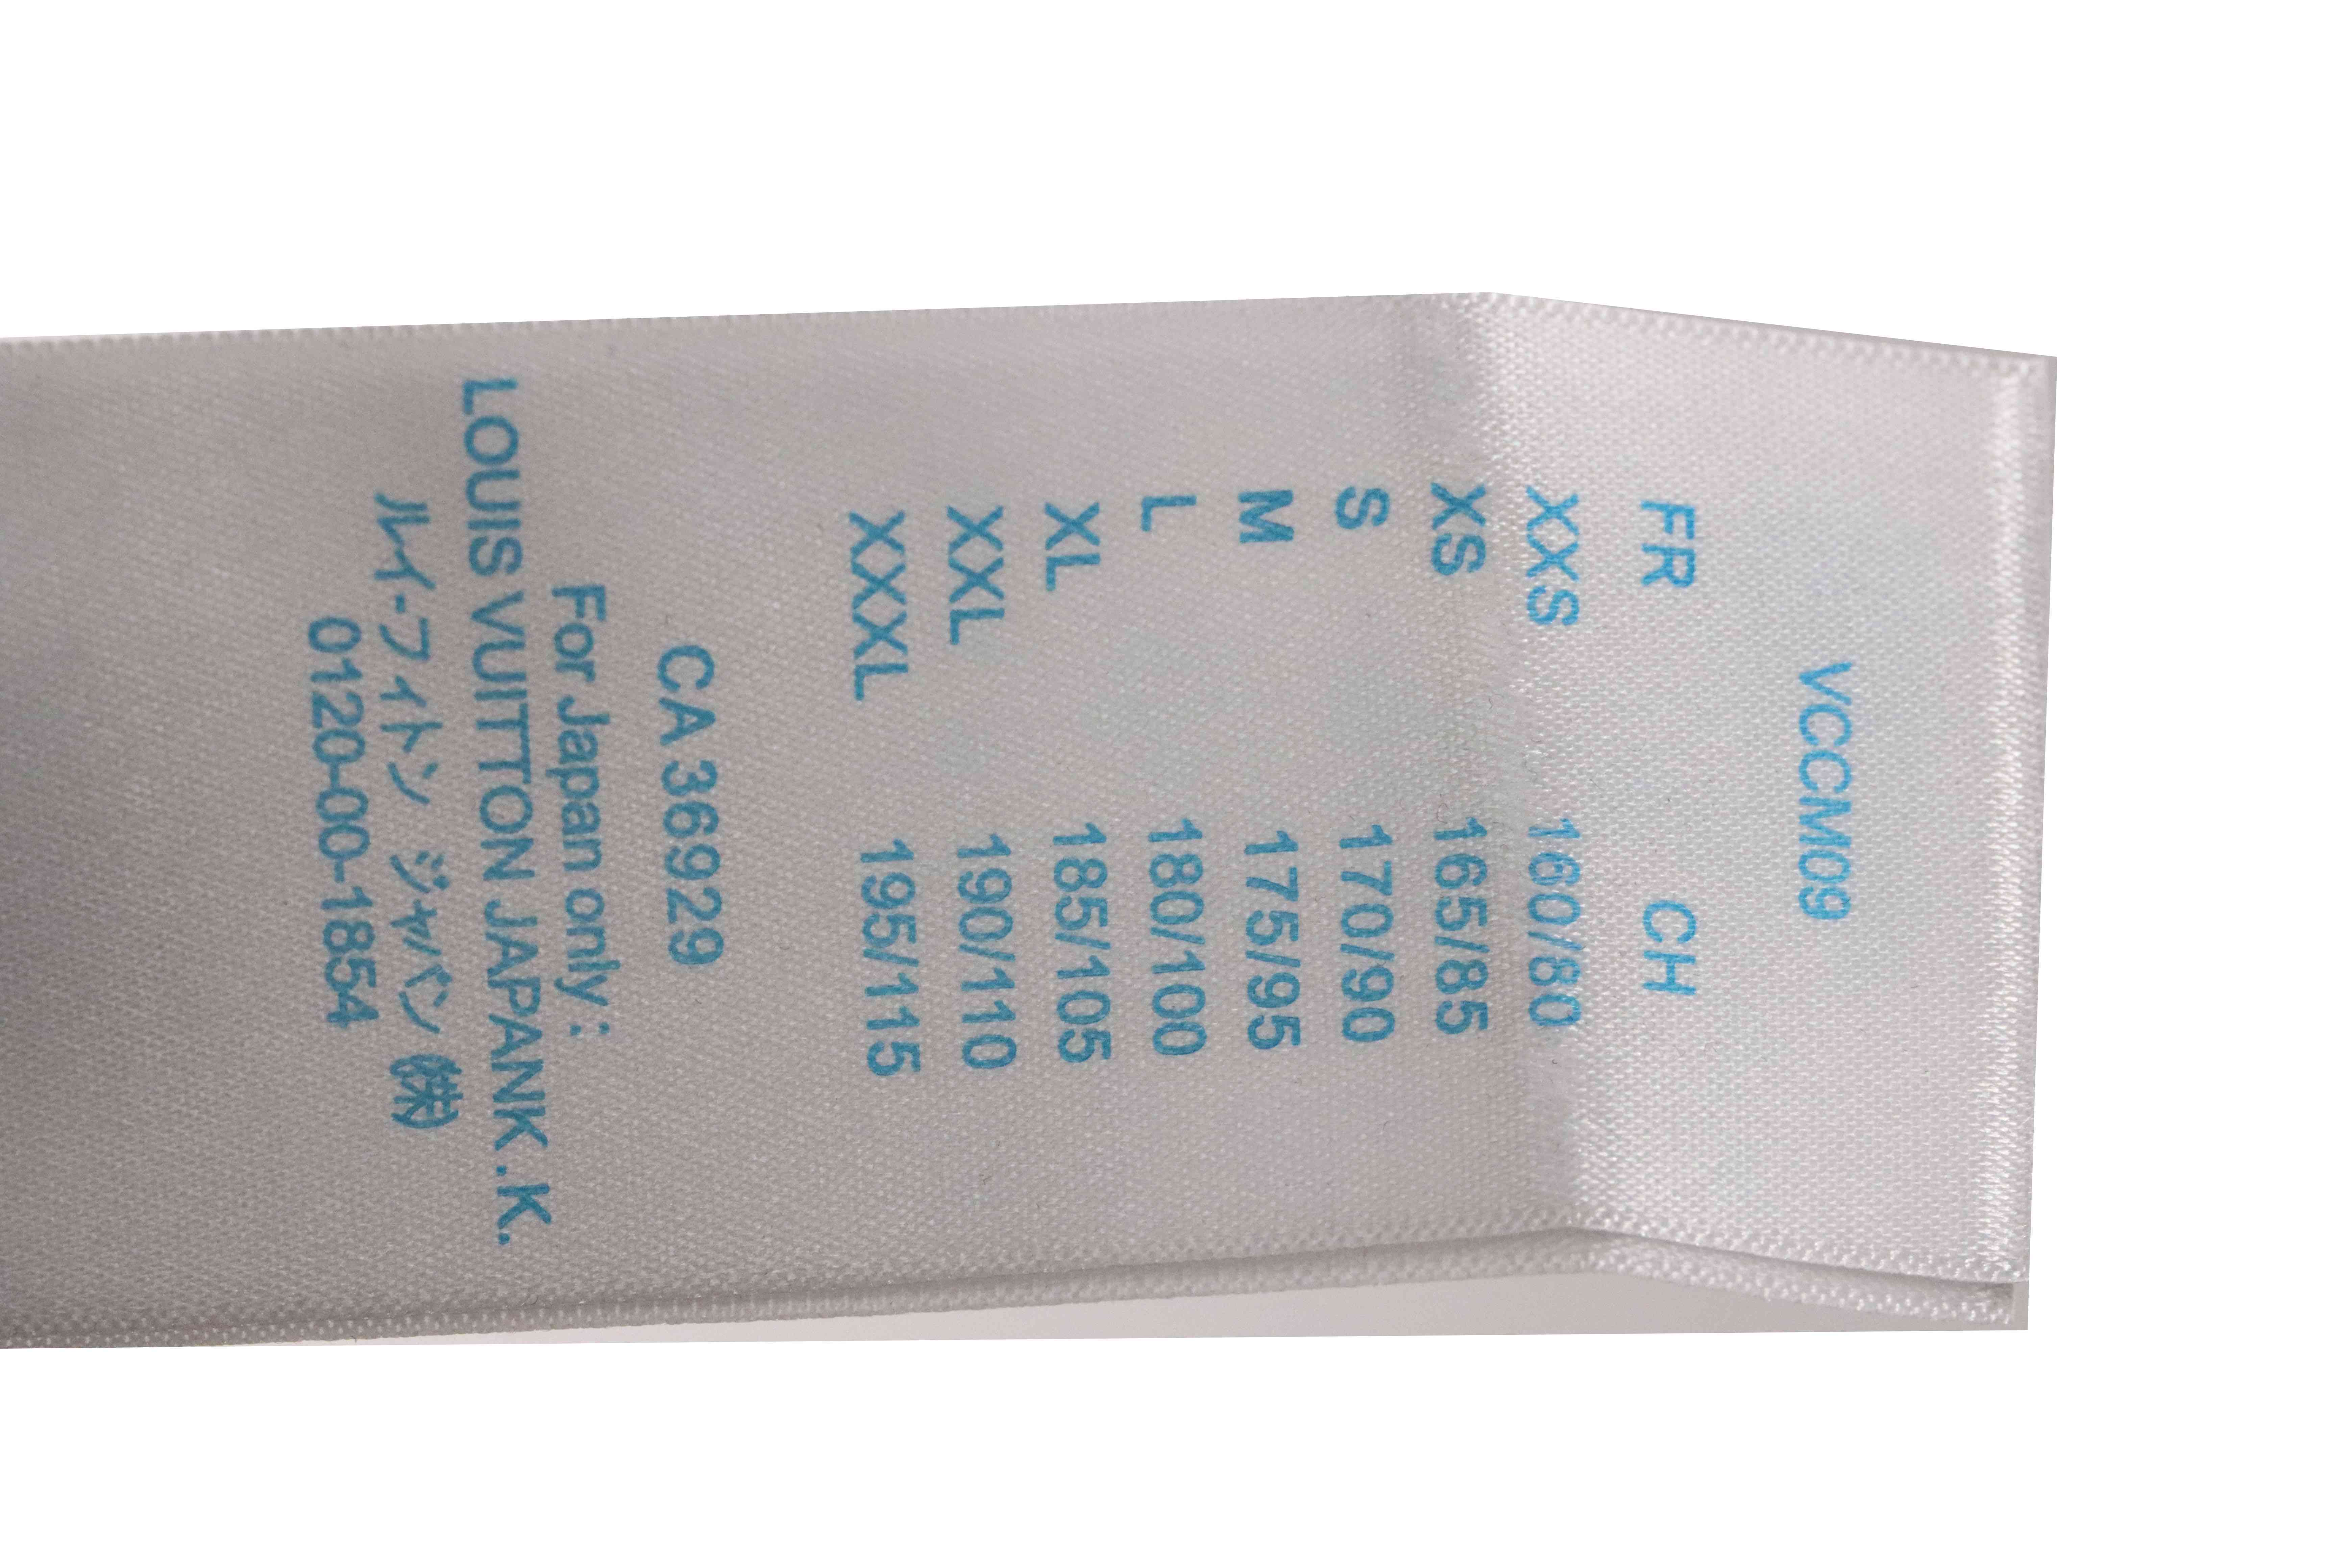 VCCM09
FR CH
XXS 160/80
XS 165/85
S 170/90
M 175/95
L 180/100
XL 185/105
XXL 190/110
XXXL 195/115
CA 36929
For Japan only :
LOUIS VUITTON JAPANK .K.
ルイ-フィトン ジャパン ㈱
0120-00-1854